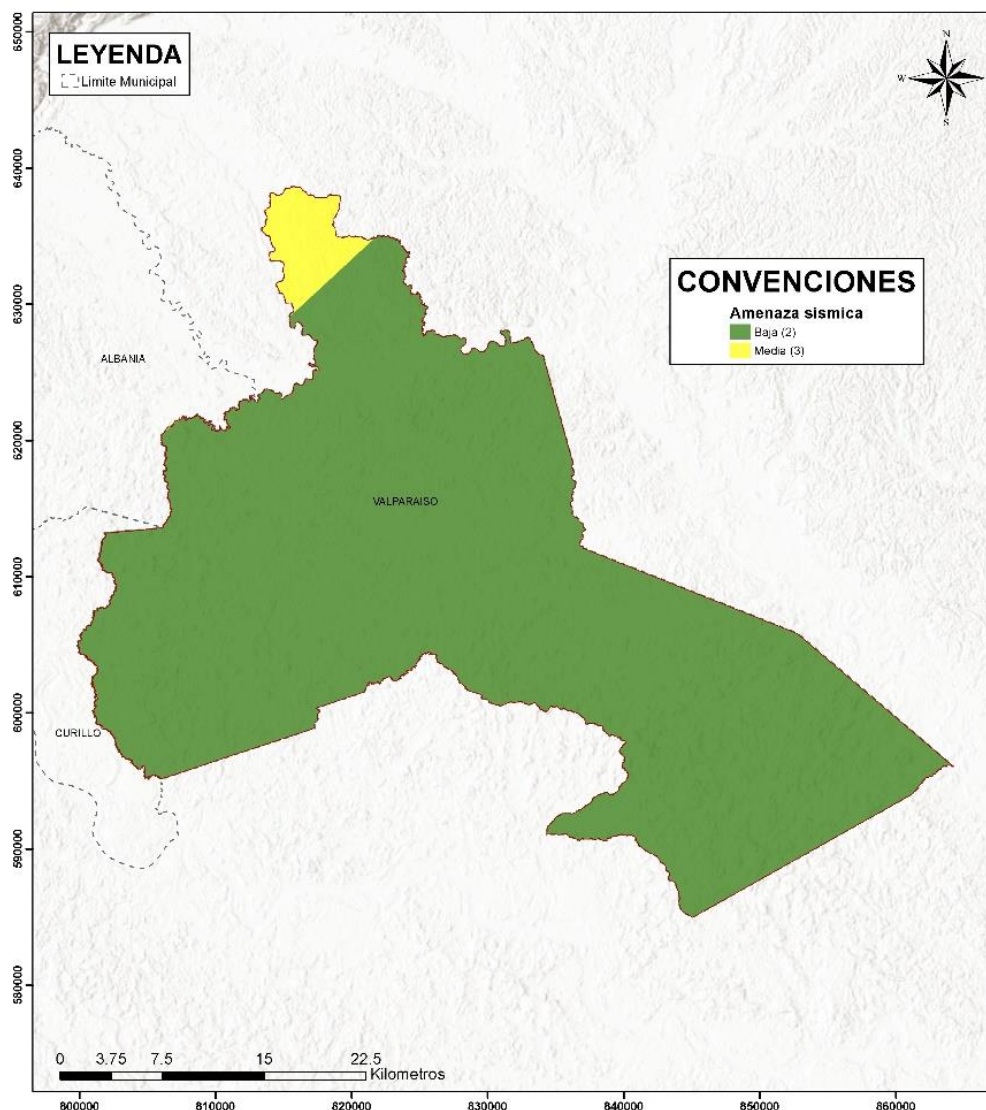 LEYENDA
Limite Municipal
N
W
S
CONVENCIONES
Amenaza sismica
Baja (2)
Media (3)
ALBANIA
VALPARAISO
CURILLO
650000
640000
630000
620000
610000
600000
590000
580000
0 3.75 7.5 15 22.5
Kilometros
800000 810000 820000 830000 840000 850000 860000